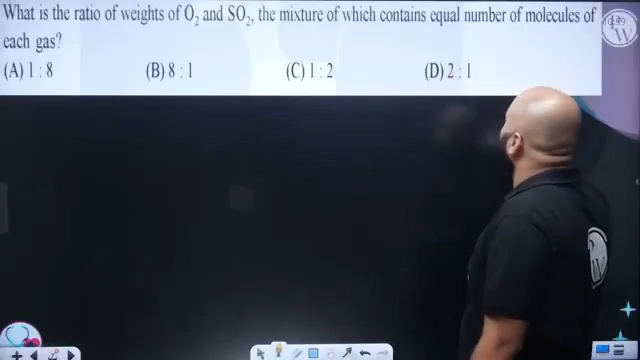 What is the ratio of weights of O₂ and SO₂, the mixture of which contains equal number of molecules of
each gas?
(A) 1 : 8 (B) 8 : 1 (C) 1 : 2 (D) 2 : 1